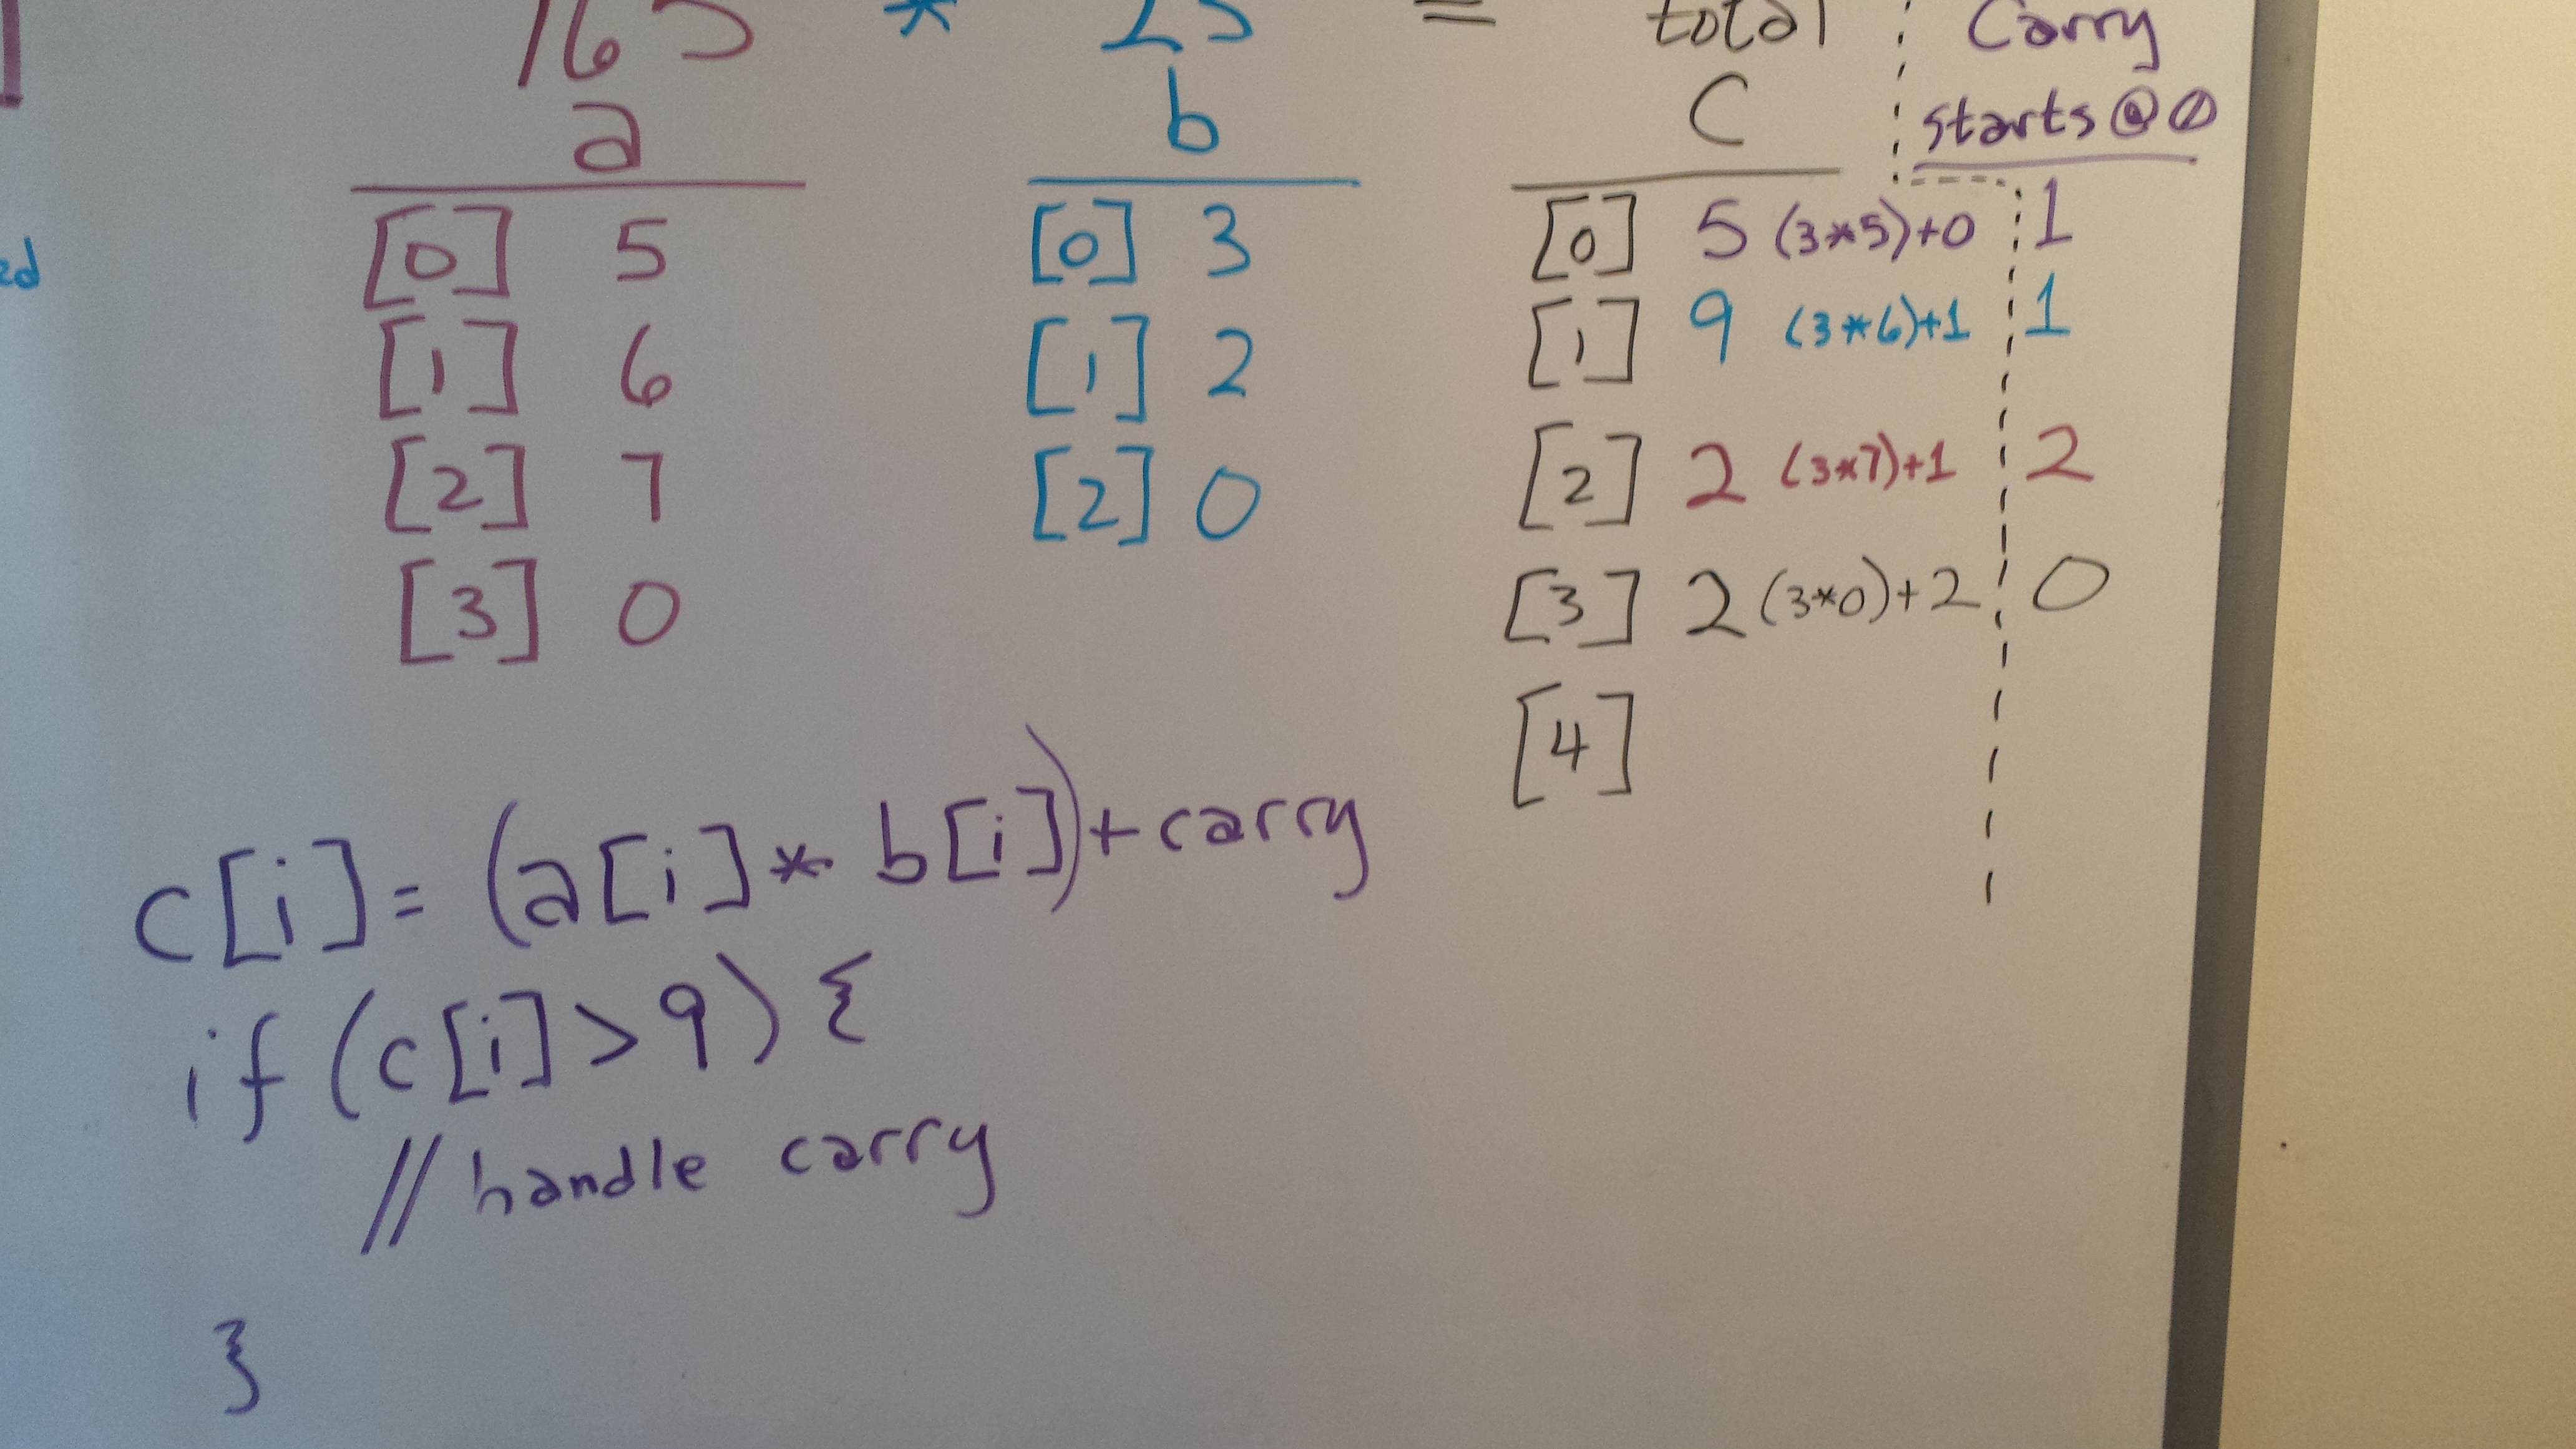 765 * 23 = total Carry
a b C starts @ 0
[0] 5 [0] 3 [0] 5 (3*5)+0 1
[1] 6 [1] 2 [1] 9 (3*6)+1 1
[2] 7 [2] 0 [2] 2 (3*7)+1 2
[3] 0 [3] 2 (3*0)+2 0
[4]
c[i] = (a[i] * b[i]) + carry
if (c[i] > 9) {
// handle carry
}